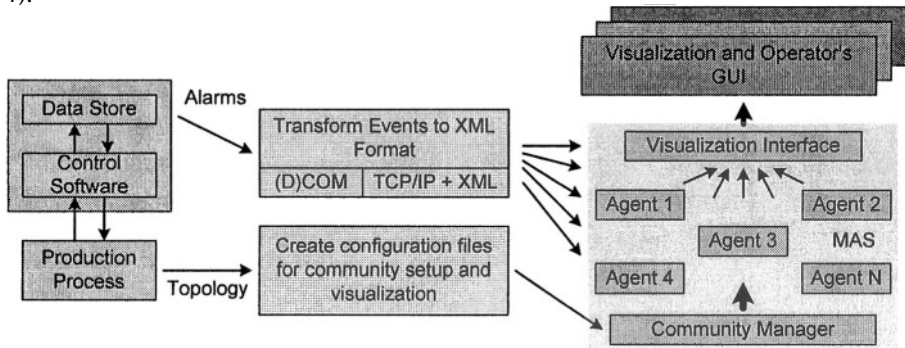 1).
Visualization and Operator's
GUI
Data Store
Alarms
Control
Software
Transform Events to XML
Format
(D)COM
TCP/IP + XML
Visualization Interface
Agent 1
Agent 2
Agent 3
MAS
Agent 4
Agent N
Production
Process
Topology
Create configuration files
for community setup and
visualization
Community Manager